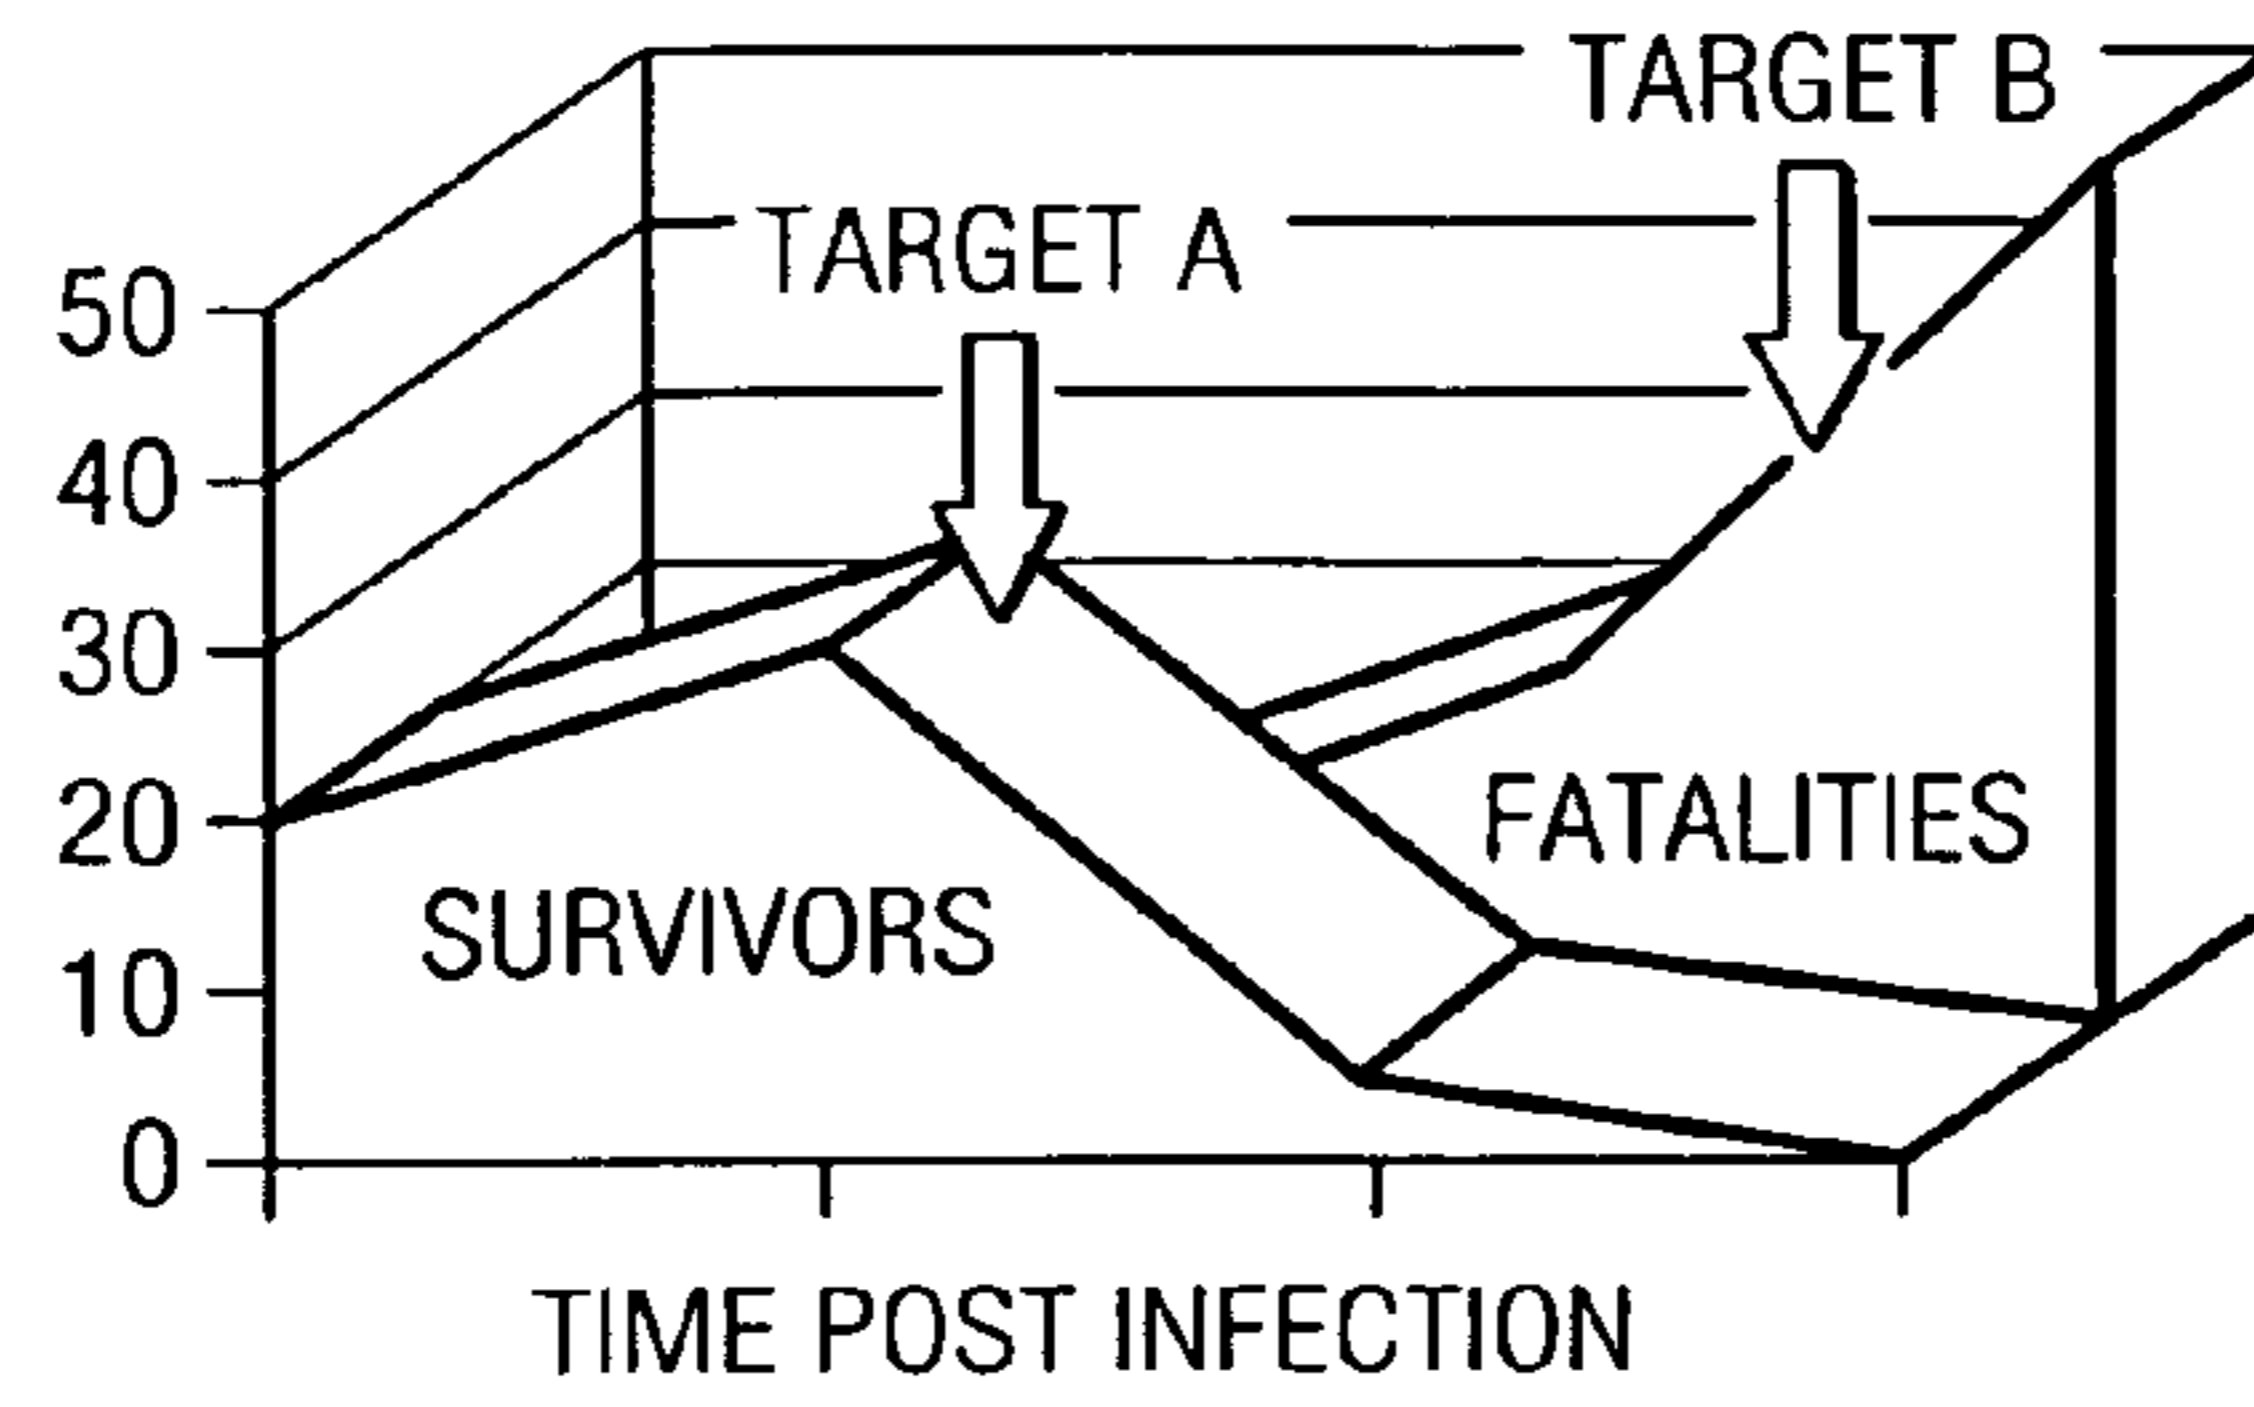 TARGET B
TARGET A
50
40
30
20
10
0
FATALITIES
SURVIVORS
TIME POST INFECTION